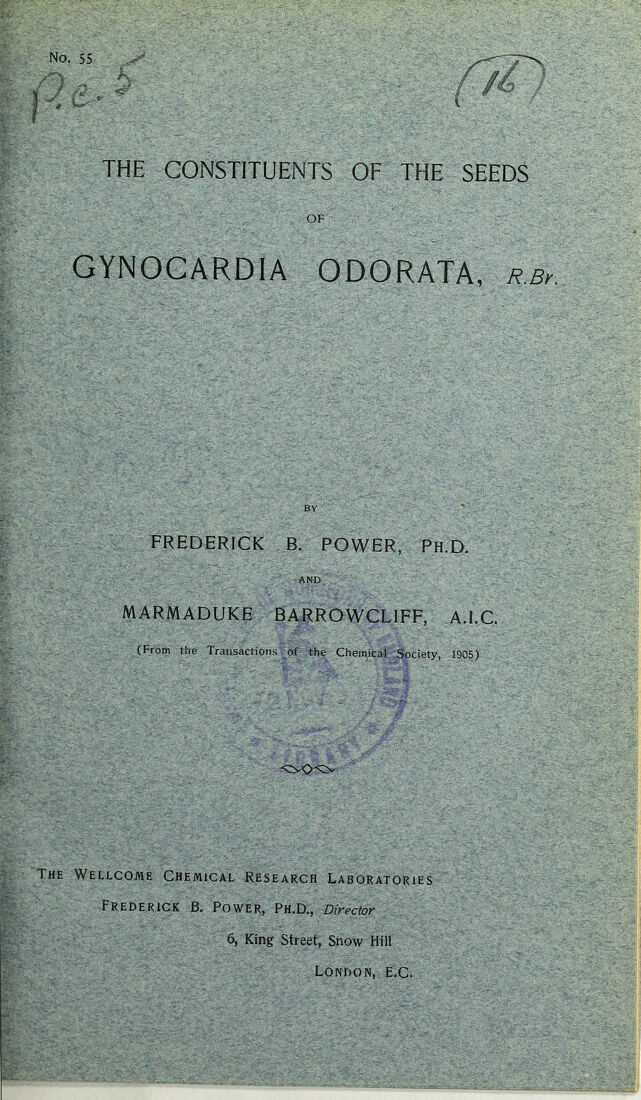 No. 55
P.c. 5
16
THE CONSTITUENTS OF THE SEEDS
OF
GYNOCARDIA ODORATA, R.Br.
BY
FREDERICK B. POWER, PH.D.
AND
MARMADUKE BARROWCLIFF, A.I.C.
(From the Transactions of the Chemical Society, 1905)
LIBRARY
THE WELLCOME CHEMICAL RESEARCH LABORATORIES
FREDERICK B. POWER, PH.D., Director
6, King Street, Snow Hill
LONDON, E.C.